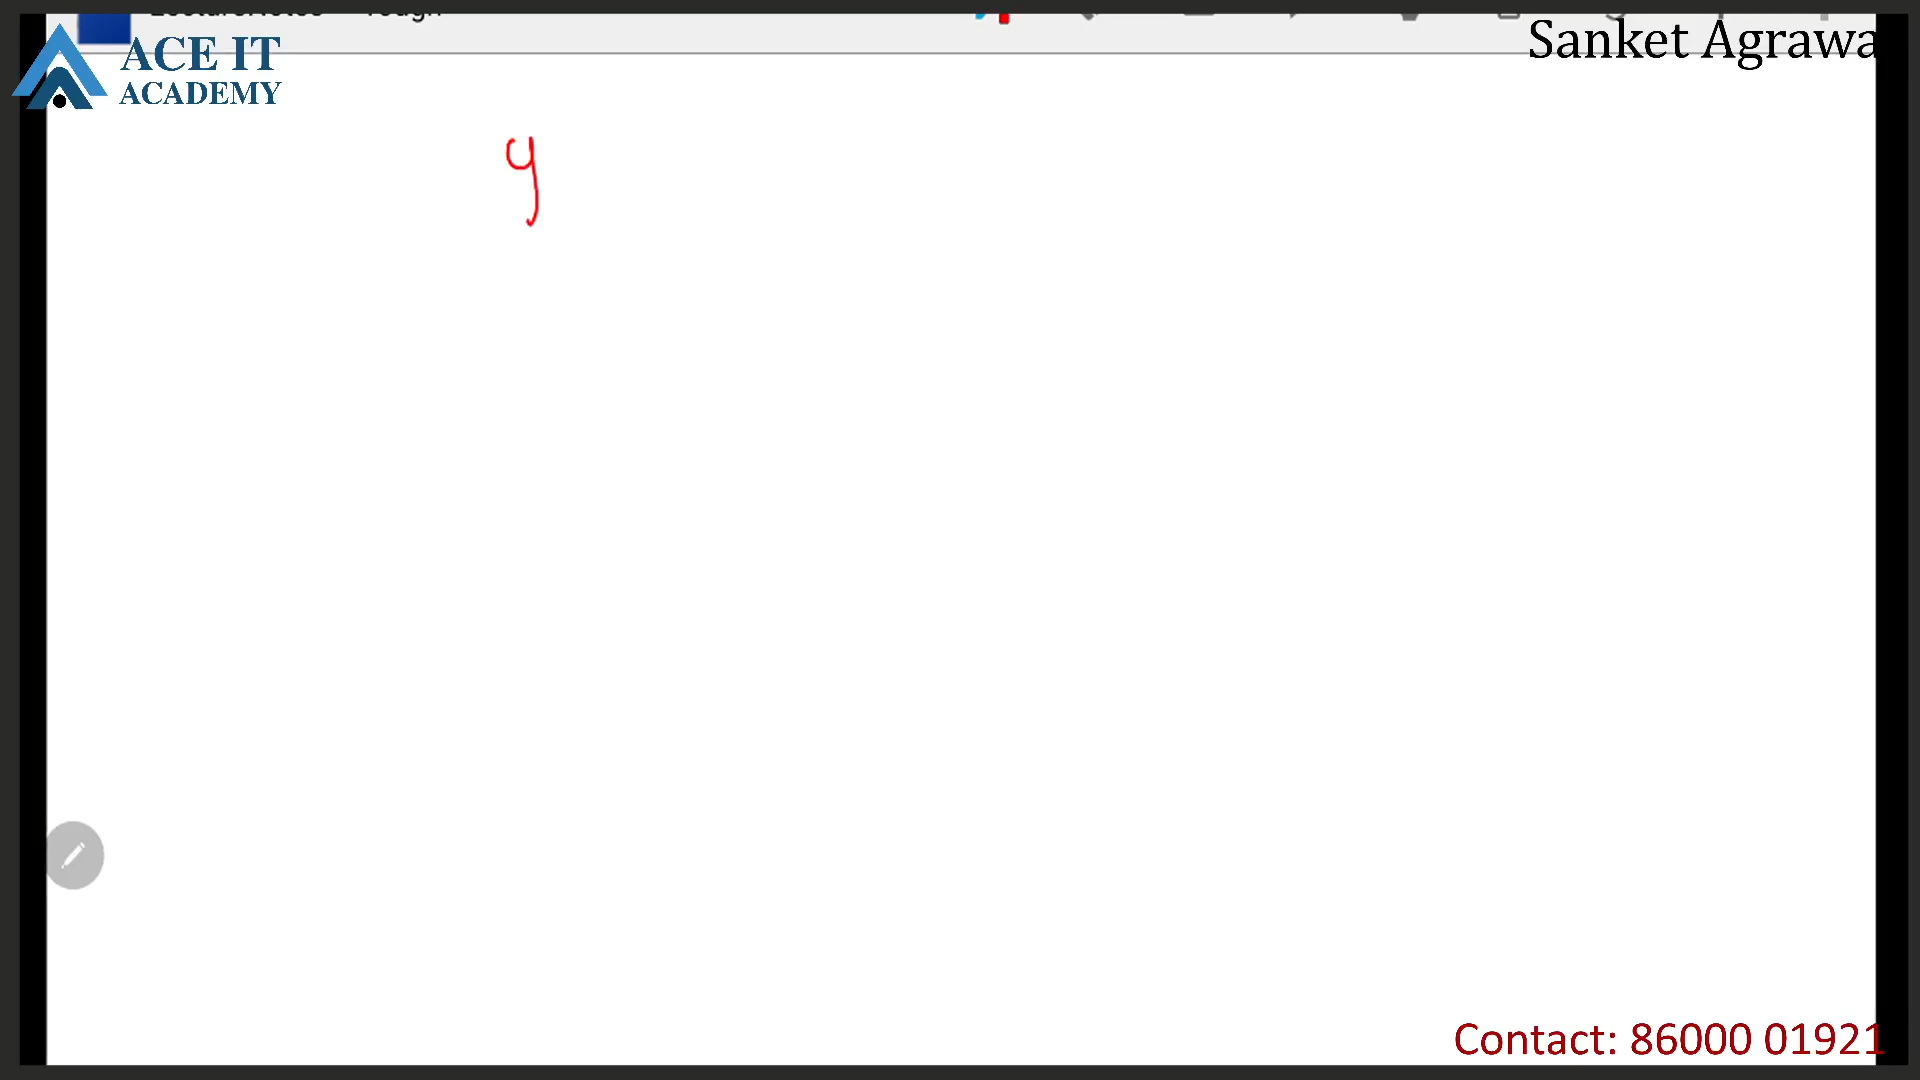 Sanket Agrawa
ACE IT
ACADEMY
y
Contact: 86000 01921